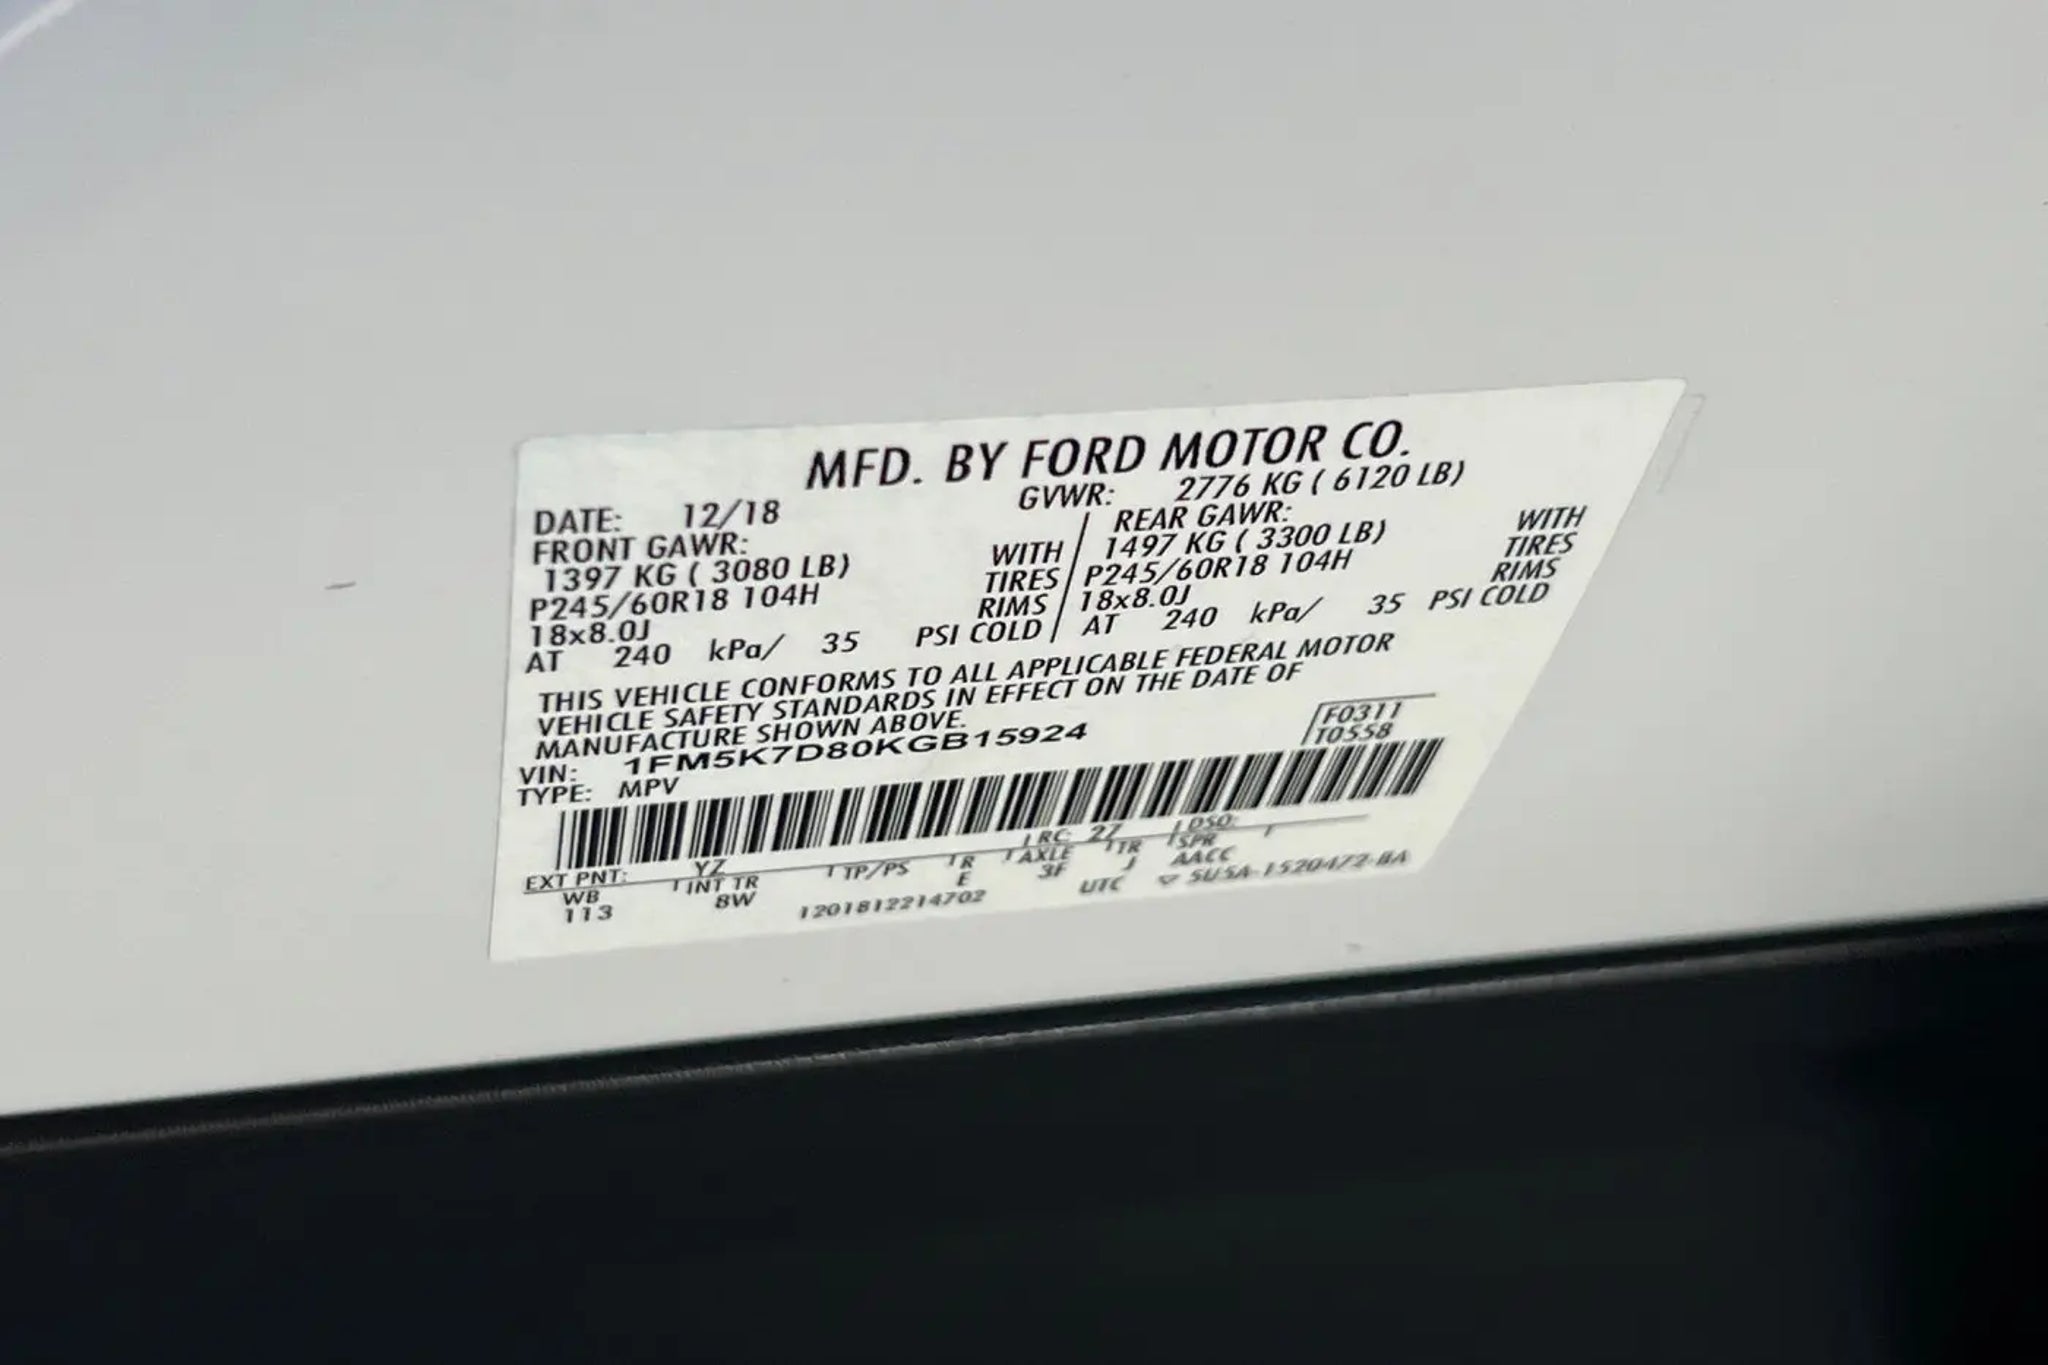 MFD. BY FORD MOTOR CO.
DATE: 12/18 GVWR: 2776 KG ( 6120 LB)
FRONT GAWR: WITH / REAR GAWR: WITH
1397 KG ( 3080 LB) TIRES / 1497 KG ( 3300 LB) TIRES
P245/60R18 104H RIMS / P245/60R18 104H RIMS
18x8.0J 18x8.0J
AT 240 kPa/ 35 PSI COLD / AT 240 kPa/ 35 PSI COLD
THIS VEHICLE CONFORMS TO ALL APPLICABLE FEDERAL MOTOR
VEHICLE SAFETY STANDARDS IN EFFECT ON THE DATE OF
MANUFACTURE SHOWN ABOVE.
F0311
T0558
VIN: 1FM5K7D80KGB15924
TYPE: MPV
EXT PNT: YZ RC: 27 DSO:
WB INT TR TP/PS R AXLE TR SPR
113 8W E 3F J AACC
1201812214702 UTC ▽ 5U5A-1520472-BA